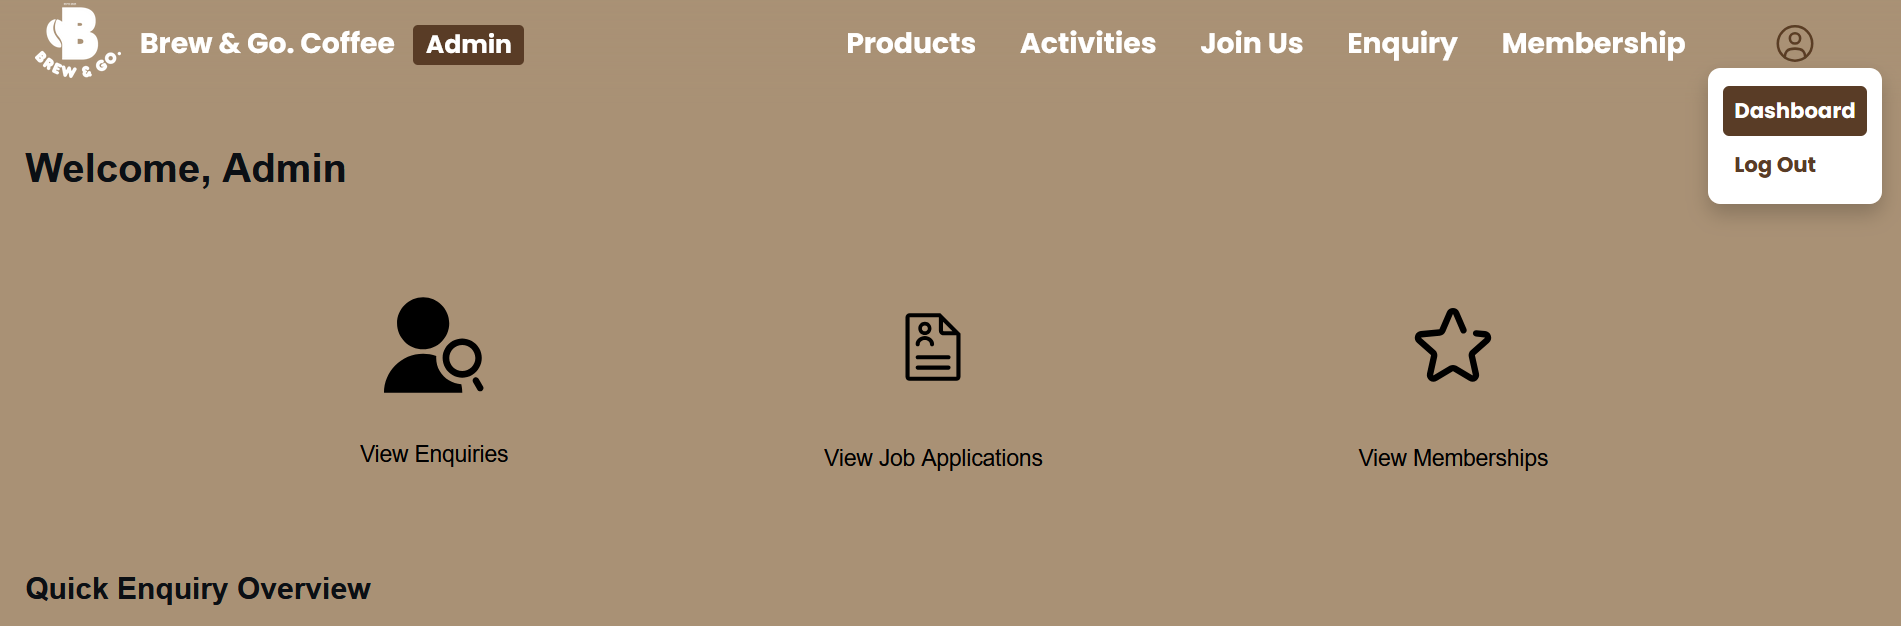 BREW & GO.
Brew & Go. Coffee Admin Products Activities Join Us Enquiry Membership
Dashboard
Log Out
Welcome, Admin
View Enquiries View Job Applications View Memberships
Quick Enquiry Overview